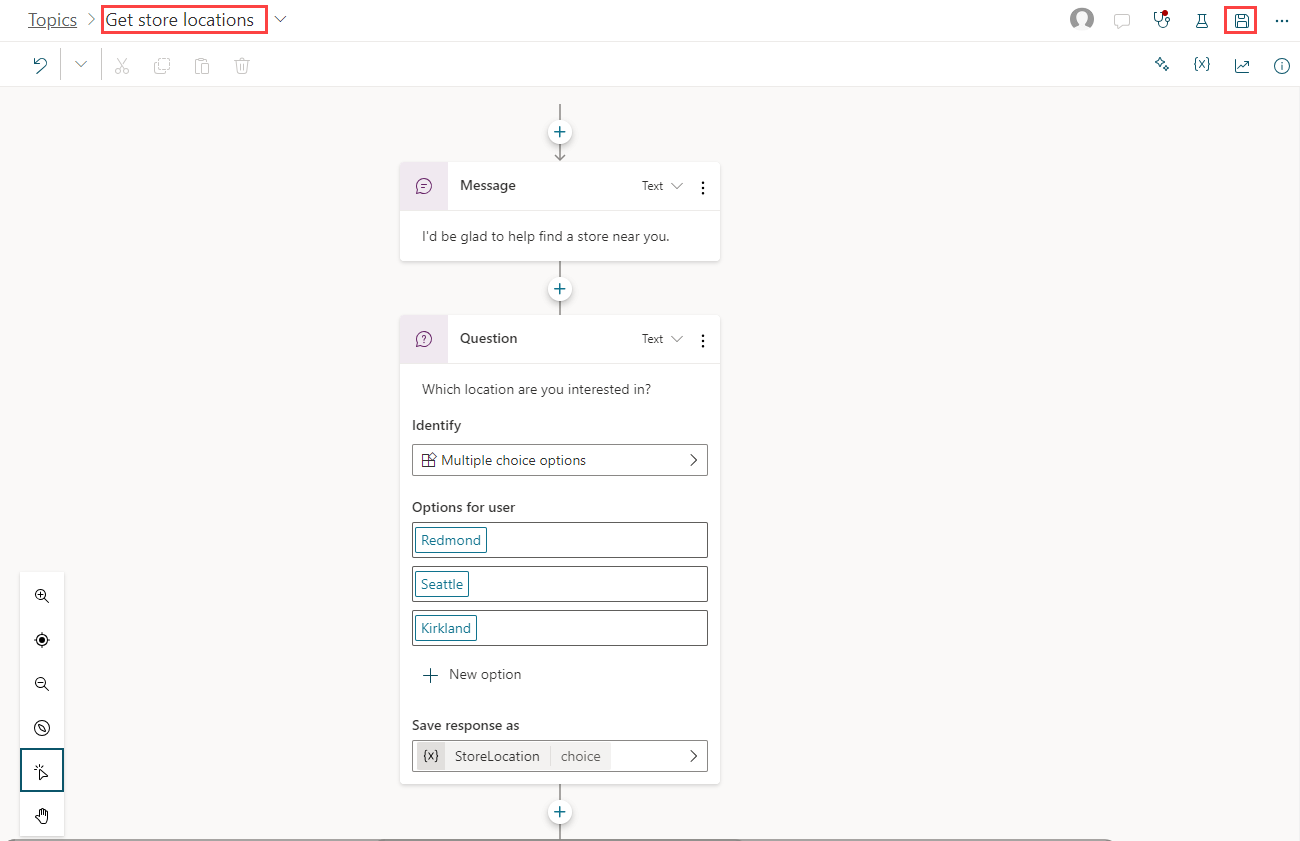 Topics > Get store locations
{x}
Message Text
I'd be glad to help find a store near you.
Question Text
Which location are you interested in?
Identify
Multiple choice options
Options for user
Redmond
Seattle
Kirkland
+ New option
Save response as
{x} StoreLocation choice